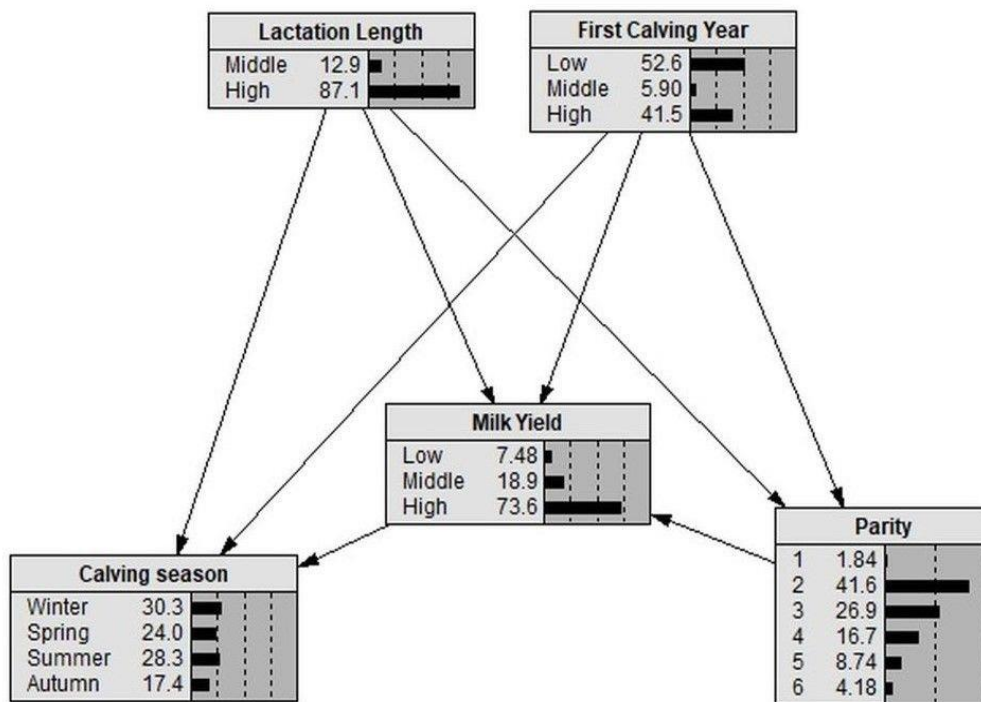 Lactation Length
Middle 12.9
High 87.1
First Calving Year
Low 52.6
Middle 5.90
High 41.5
Milk Yield
Low 7.48
Middle 18.9
High 73.6
Calving season
Winter 30.3
Spring 24.0
Summer 28.3
Autumn 17.4
Parity
1 1.84
2 41.6
3 26.9
4 16.7
5 8.74
6 4.18